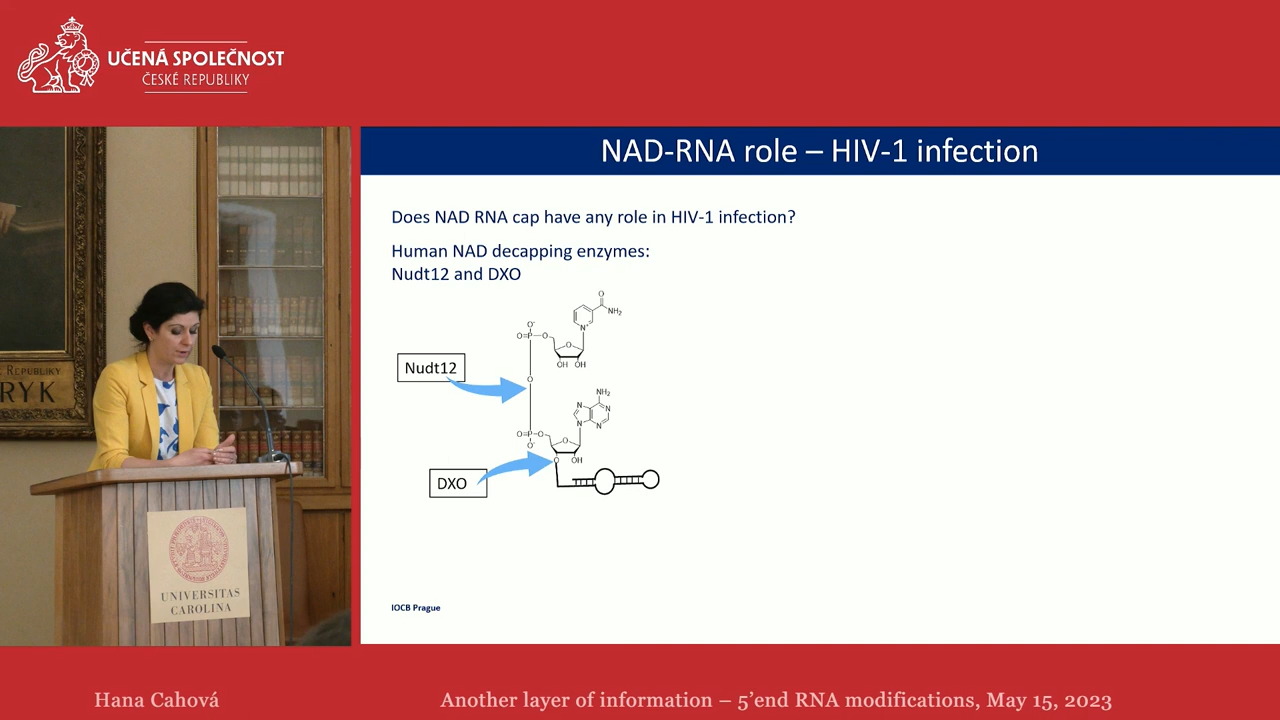 UČENÁ SPOLEČNOST
ČESKÉ REPUBLIKY
NAD-RNA role – HIV-1 infection
Does NAD RNA cap have any role in HIV-1 infection?
Human NAD decapping enzymes:
Nudt12 and DXO
O
NH₂
N⁺
O⁻
O=P–O
O
OH OH
Nudt12
O
NH₂
N
N
N
N
O=P–O
O⁻
O
O
OH
DXO
IOCB Prague
REPUBLIKY
RYK
UNIVERSITAS
CAROLINA
Hana Cahová
Another layer of information – 5’end RNA modifications, May 15, 2023